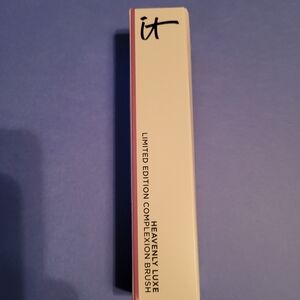 it
HEAVENLY LUXE
LIMITED EDITION COMPLEXION BRUSH